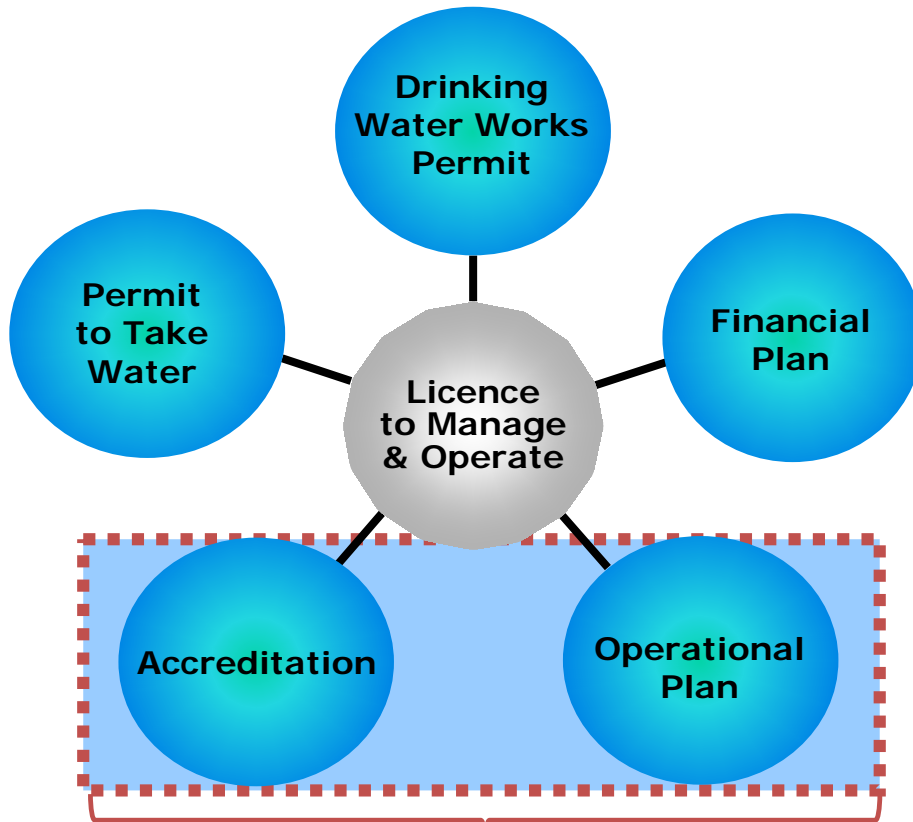 Drinking
Water Works
Permit
Permit
to Take
Water
Financial
Plan
Licence
to Manage
& Operate
Accreditation
Operational
Plan